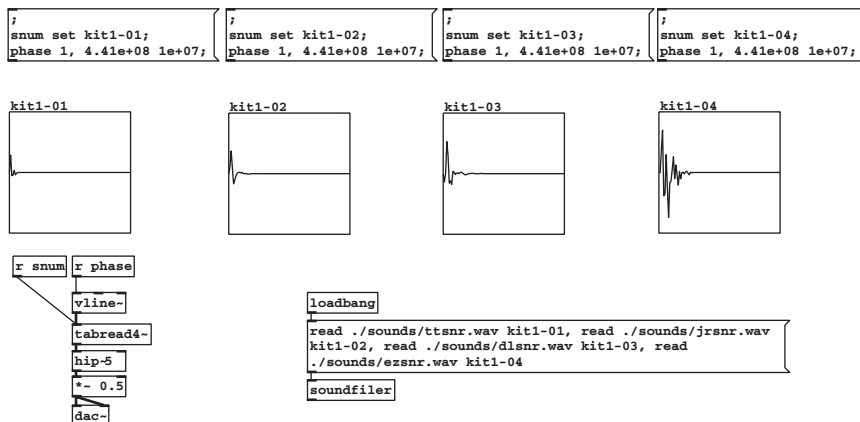 ;
snum set kit1-01;
phase 1, 4.41e+08 1e+07;
;
snum set kit1-02;
phase 1, 4.41e+08 1e+07;
;
snum set kit1-03;
phase 1, 4.41e+08 1e+07;
;
snum set kit1-04;
phase 1, 4.41e+08 1e+07;
kit1-01
kit1-02
kit1-03
kit1-04
r snum
r phase
vline~
tabread4~
hip~5
*~ 0.5
dac~
loadbang
read ./sounds/ttsnr.wav kit1-01, read ./sounds/jrsnr.wav
kit1-02, read ./sounds/dlsnr.wav kit1-03, read
./sounds/ezsnr.wav kit1-04
soundfiler